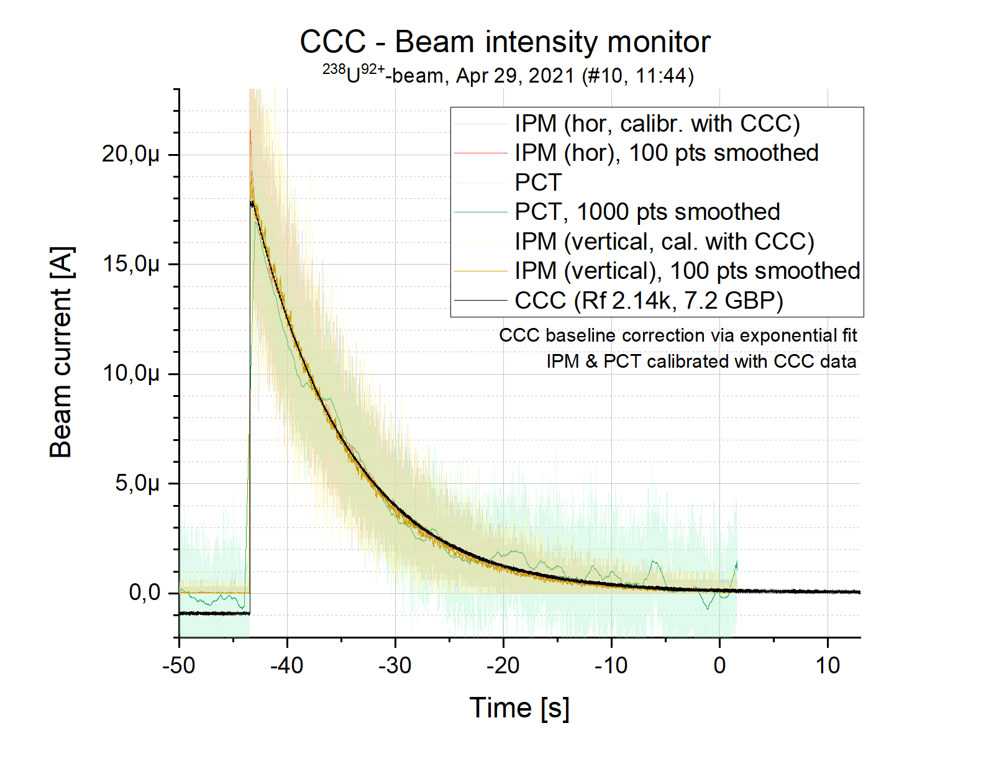 CCC - Beam intensity monitor
²³⁸U⁹²⁺-beam, Apr 29, 2021 (#10, 11:44)
IPM (hor, calibr. with CCC)
IPM (hor), 100 pts smoothed
PCT
PCT, 1000 pts smoothed
IPM (vertical, cal. with CCC)
IPM (vertical), 100 pts smoothed
CCC (Rf 2.14k, 7.2 GBP)
CCC baseline correction via exponential fit
IPM & PCT calibrated with CCC data
Beam current [A]
20,0µ
15,0µ
10,0µ
5,0µ
0,0
-50 -40 -30 -20 -10 0 10
Time [s]